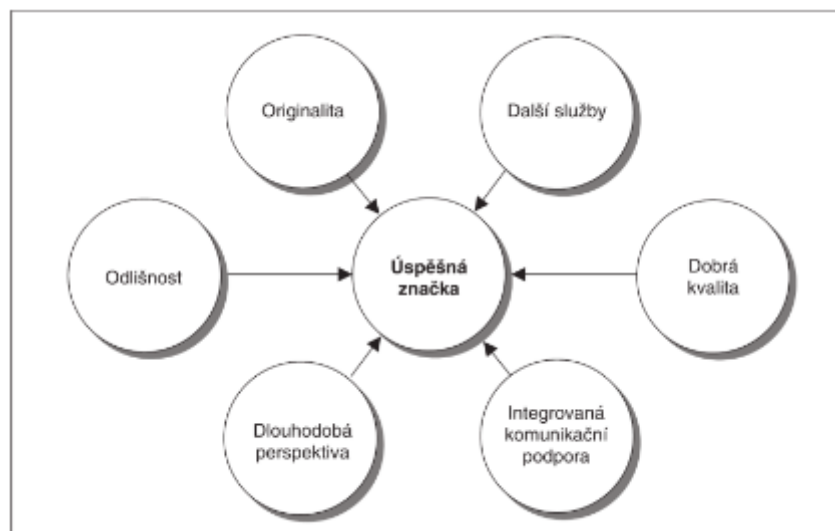 Originalita
Další služby
Odlišnost
Úspěšná
značka
Dobrá
kvalita
Dlouhodobá
perspektiva
Integrovaná
komunikační
podpora